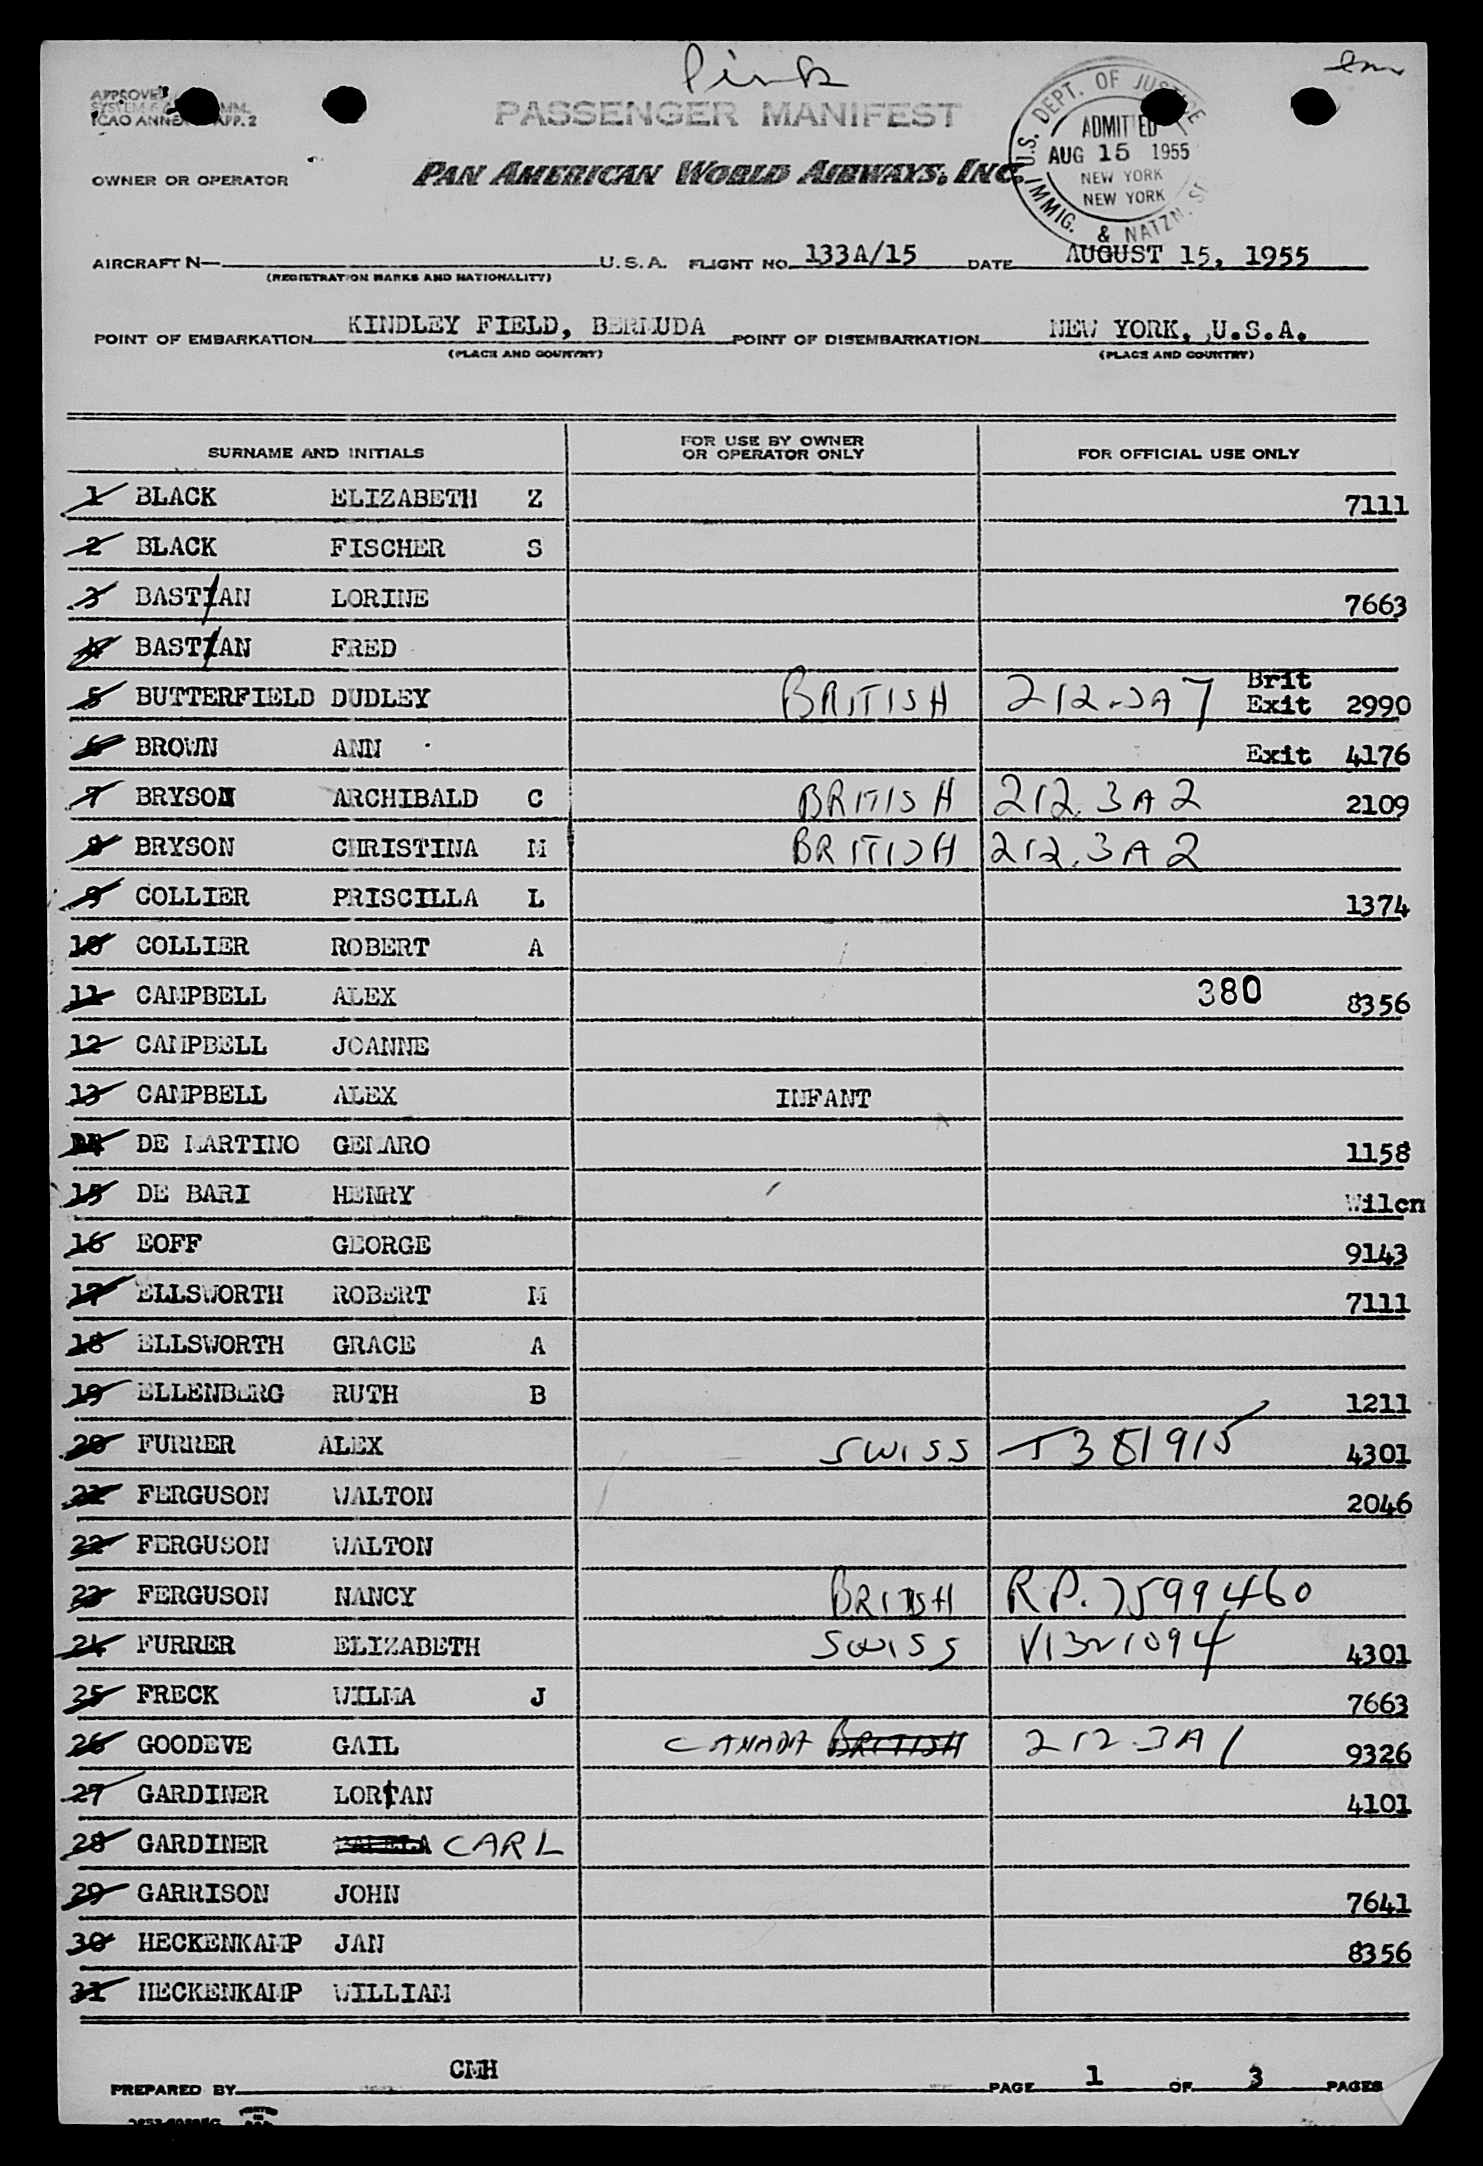 Pink
APPROVED
ICAO ANNEX APP. 2
PASSENGER MANIFEST
U.S. DEPT. OF JUSTICE
ADMITTED
AUG 15 1955
NEW YORK
NEW YORK
IMMIG. & NATZN.
OWNER OR OPERATOR PAN AMERICAN WORLD AIRWAYS, INC.
AIRCRAFT N— U.S.A. FLIGHT NO. 133A/15 DATE AUGUST 15, 1955
(REGISTRATION MARKS AND NATIONALITY)
POINT OF EMBARKATION KINDLEY FIELD, BERMUDA POINT OF DISEMBARKATION NEW YORK, U.S.A.
(PLACE AND COUNTRY) (PLACE AND COUNTRY)
SURNAME AND INITIALS FOR USE BY OWNER OR OPERATOR ONLY FOR OFFICIAL USE ONLY
1 BLACK ELIZABETH Z 7111
2 BLACK FISCHER S
3 BASTIAN LORINE 7663
4 BASTIAN FRED
5 BUTTERFIELD DUDLEY BRITISH 212.3A7 Brit Exit 2990
6 BROWN ANN Exit 4176
7 BRYSON ARCHIBALD C BRITISH 212.3A2 2109
8 BRYSON CHRISTINA M BRITISH 212.3A2
9 COLLIER PRISCILLA L 1374
10 COLLIER ROBERT A
11 CAMPBELL ALEX 380 8356
12 CAMPBELL JOANNE
13 CAMPBELL ALEX INFANT
14 DE MARTINO GENARO 1158
15 DE BARI HENRY Wilcn
16 EOFF GEORGE 9143
17 ELLSWORTH ROBERT M 7111
18 ELLSWORTH GRACE A
19 ELLENBERG RUTH B 1211
20 FURRER ALEX SWISS 4301
21 FERGUSON WALTON 2046
22 FERGUSON WALTON
23 FERGUSON NANCY BRITISH R.P. 7599460
24 FURRER ELIZABETH SWISS 4301
25 FRECK WILMA J 7663
26 GOODEVE GAIL CANADA BRITISH 212.3A1 9326
27 GARDINER LORTAN 4101
28 GARDINER CARL
29 GARRISON JOHN 7641
30 HECKENKAMP JAN 8356
31 HECKENKAMP WILLIAM
PREPARED BY CMH PAGE 1 OF 3 PAGES